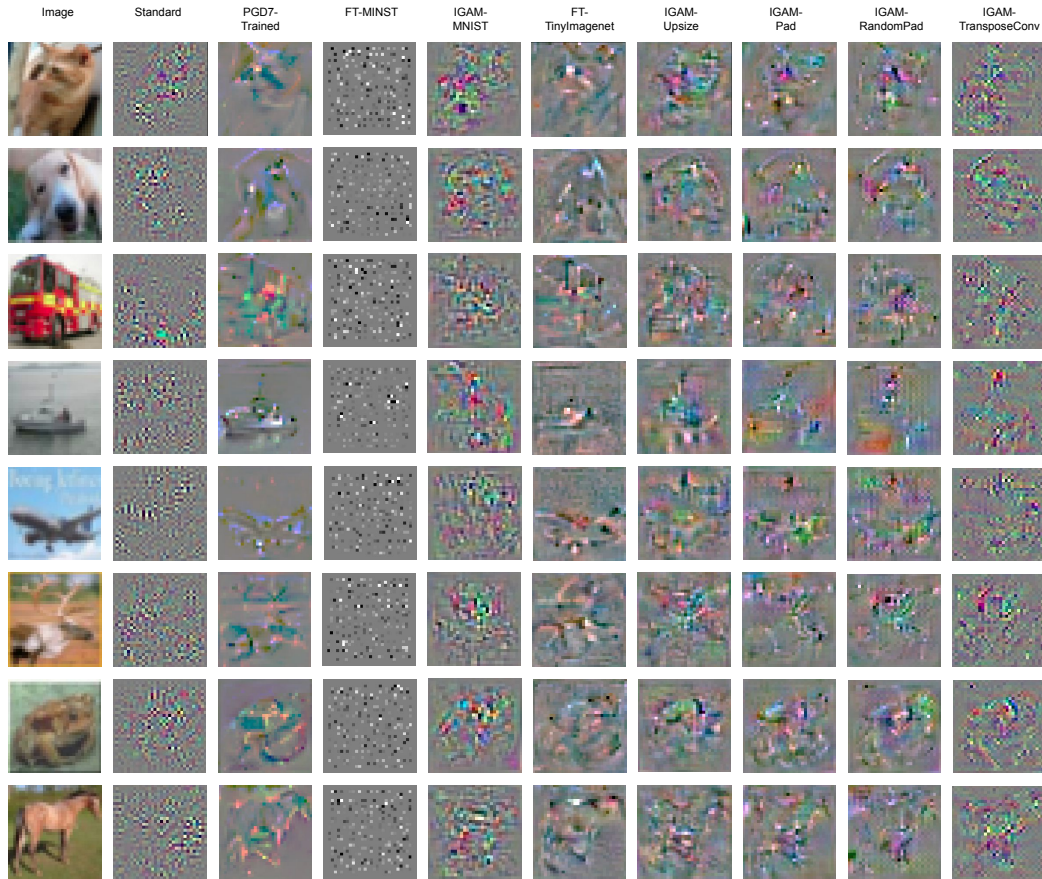 Image
Standard
PGD7-
Trained
FT-MINST
IGAM-
MNIST
FT-
TinyImagenet
IGAM-
Upsize
IGAM-
Pad
IGAM-
RandomPad
IGAM-
TransposeConv